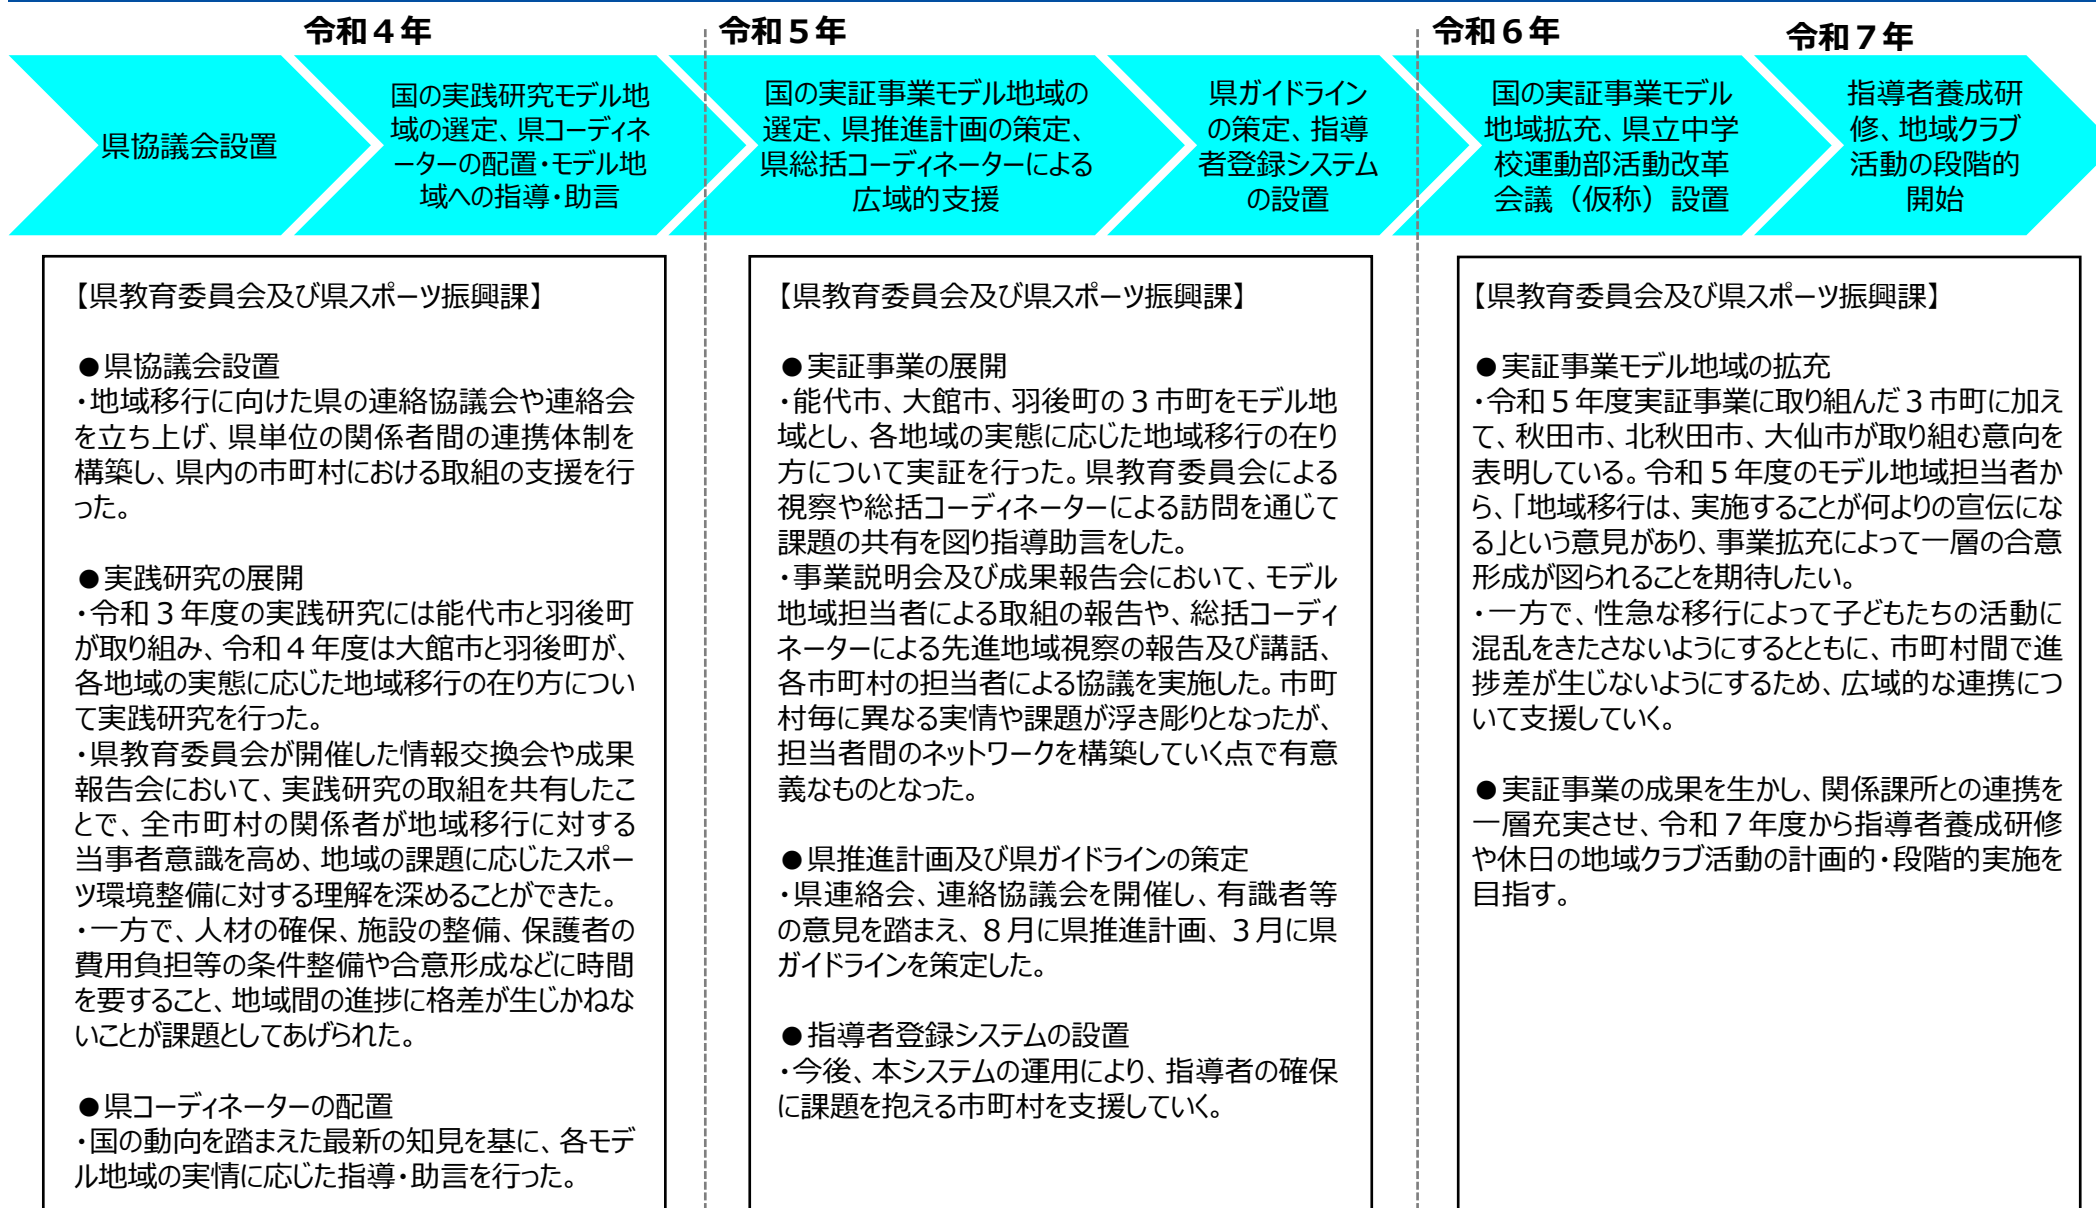 令和４年
令和５年
令和６年
令和７年
県協議会設置
国の実践研究モデル地
域の選定、県コーディネ
ーターの配置・モデル地
域への指導・助言
国の実証事業モデル地域の
選定、県推進計画の策定、
県総括コーディネーターによる
広域的支援
県ガイドライン
の策定、指導
者登録システム
の設置
国の実証事業モデル
地域拡充、県立中学
校運動部活動改革
会議（仮称）設置
指導者養成研
修、地域クラブ
活動の段階的
開始
【県教育委員会及び県スポーツ振興課】
●県協議会設置
・地域移行に向けた県の連絡協議会や連絡会
を立ち上げ、県単位の関係者間の連携体制を
構築し、県内の市町村における取組の支援を行
った。
●実践研究の展開
・令和３年度の実践研究には能代市と羽後町
が取り組み、令和４年度は大館市と羽後町が、
各地域の実態に応じた地域移行の在り方につい
て実践研究を行った。
・県教育委員会が開催した情報交換会や成果
報告会において、実践研究の取組を共有したこ
とで、全市町村の関係者が地域移行に対する
当事者意識を高め、地域の課題に応じたスポー
ツ環境整備に対する理解を深めることができた。
・一方で、人材の確保、施設の整備、保護者の
費用負担等の条件整備や合意形成などに時間
を要すること、地域間の進捗に格差が生じかねな
いことが課題としてあげられた。
●県コーディネーターの配置
・国の動向を踏まえた最新の知見を基に、各モデ
ル地域の実情に応じた指導・助言を行った。
【県教育委員会及び県スポーツ振興課】
●実証事業の展開
・能代市、大館市、羽後町の３市町をモデル地
域とし、各地域の実態に応じた地域移行の在り
方について実証を行った。県教育委員会による
視察や総括コーディネーターによる訪問を通じて
課題の共有を図り指導助言をした。
・事業説明会及び成果報告会において、モデル
地域担当者による取組の報告や、総括コーディ
ネーターによる先進地域視察の報告及び講話、
各市町村の担当者による協議を実施した。市町
村毎に異なる実情や課題が浮き彫りとなったが、
担当者間のネットワークを構築していく点で有意
義なものとなった。
●県推進計画及び県ガイドラインの策定
・県連絡会、連絡協議会を開催し、有識者等
の意見を踏まえ、８月に県推進計画、３月に県
ガイドラインを策定した。
●指導者登録システムの設置
・今後、本システムの運用により、指導者の確保
に課題を抱える市町村を支援していく。
【県教育委員会及び県スポーツ振興課】
●実証事業モデル地域の拡充
・令和５年度実証事業に取り組んだ３市町に加え
て、秋田市、北秋田市、大仙市が取り組む意向を
表明している。令和５年度のモデル地域担当者か
ら、「地域移行は、実施することが何よりの宣伝にな
る」という意見があり、事業拡充によって一層の合意
形成が図られることを期待したい。
・一方で、性急な移行によって子どもたちの活動に
混乱をきたさないようにするとともに、市町村間で進
捗差が生じないようにするため、広域的な連携につ
いて支援していく。
●実証事業の成果を生かし、関係課所との連携を
一層充実させ、令和７年度から指導者養成研修
や休日の地域クラブ活動の計画的・段階的実施を
目指す。